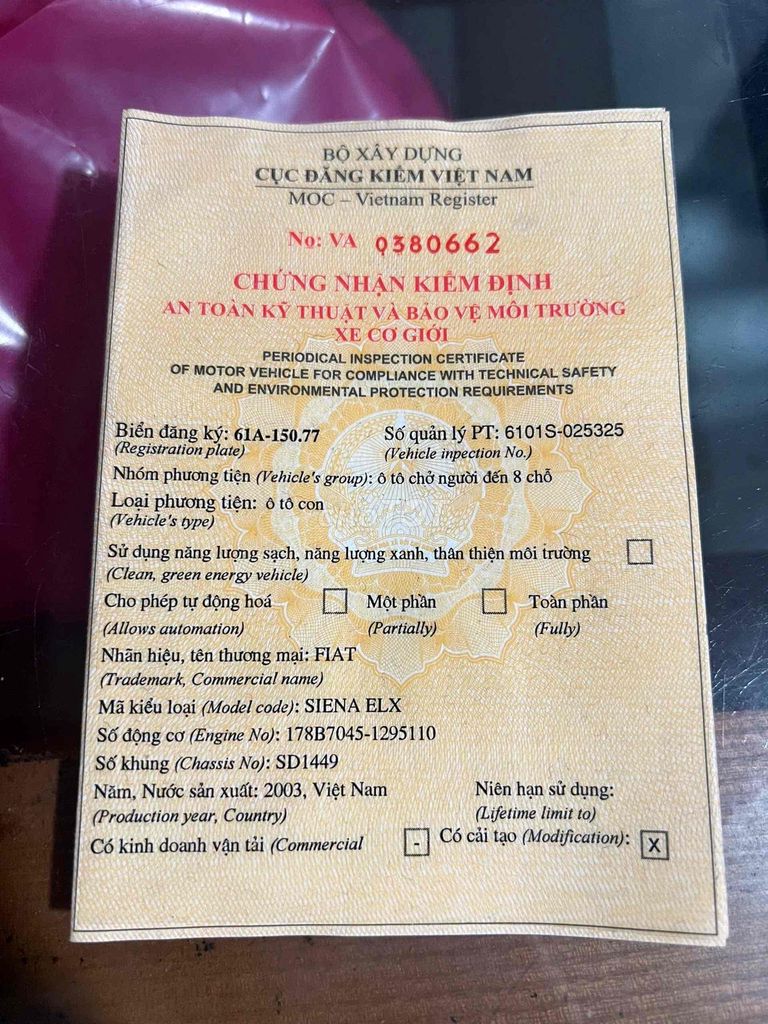 BỘ XÂY DỰNG
CỤC ĐĂNG KIỂM VIỆT NAM
MOC – Vietnam Register
No: VA 0380662
CHỨNG NHẬN KIỂM ĐỊNH
AN TOÀN KỸ THUẬT VÀ BẢO VỆ MÔI TRƯỜNG
XE CƠ GIỚI
PERIODICAL INSPECTION CERTIFICATE
OF MOTOR VEHICLE FOR COMPLIANCE WITH TECHNICAL SAFETY
AND ENVIRONMENTAL PROTECTION REQUIREMENTS
Biển đăng ký: 61A-150.77 Số quản lý PT: 6101S-025325
(Registration plate) (Vehicle inpection No.)
Nhóm phương tiện (Vehicle's group): ô tô chở người đến 8 chỗ
Loại phương tiện: ô tô con
(Vehicle's type)
Sử dụng năng lượng sạch, năng lượng xanh, thân thiện môi trường
(Clean, green energy vehicle)
Cho phép tự động hoá Một phần Toàn phần
(Allows automation) (Partially) (Fully)
Nhãn hiệu, tên thương mại: FIAT
(Trademark, Commercial name)
Mã kiểu loại (Model code): SIENA ELX
Số động cơ (Engine No): 178B7045-1295110
Số khung (Chassis No): SD1449
Năm, Nước sản xuất: 2003, Việt Nam Niên hạn sử dụng:
(Production year, Country) (Lifetime limit to)
Có kinh doanh vận tải (Commercial - Có cải tạo (Modification): X